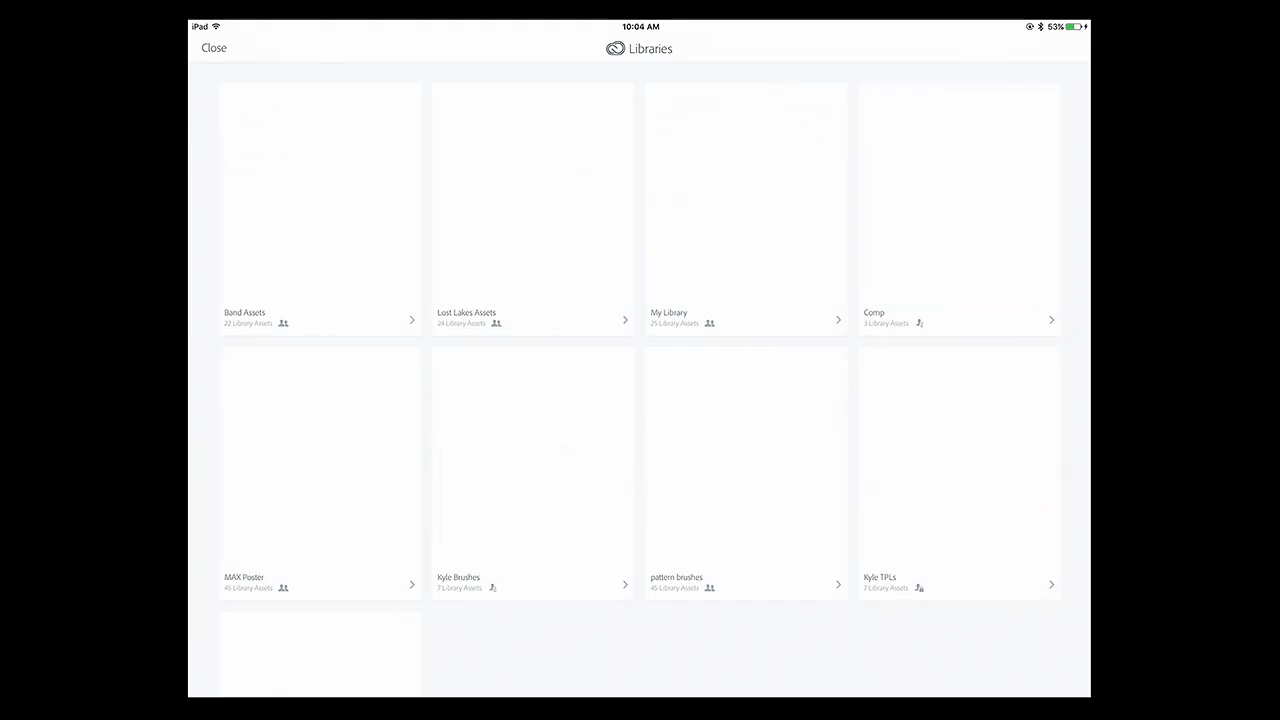 iPad 10:04 AM 53%
Close Libraries
Band Assets Lost Lakes Assets My Library Comp
22 Library Assets 24 Library Assets 25 Library Assets 3 Library Assets
MAX Poster Kyle Brushes pattern brushes Kyle TPLs
45 Library Assets 7 Library Assets 45 Library Assets 7 Library Assets